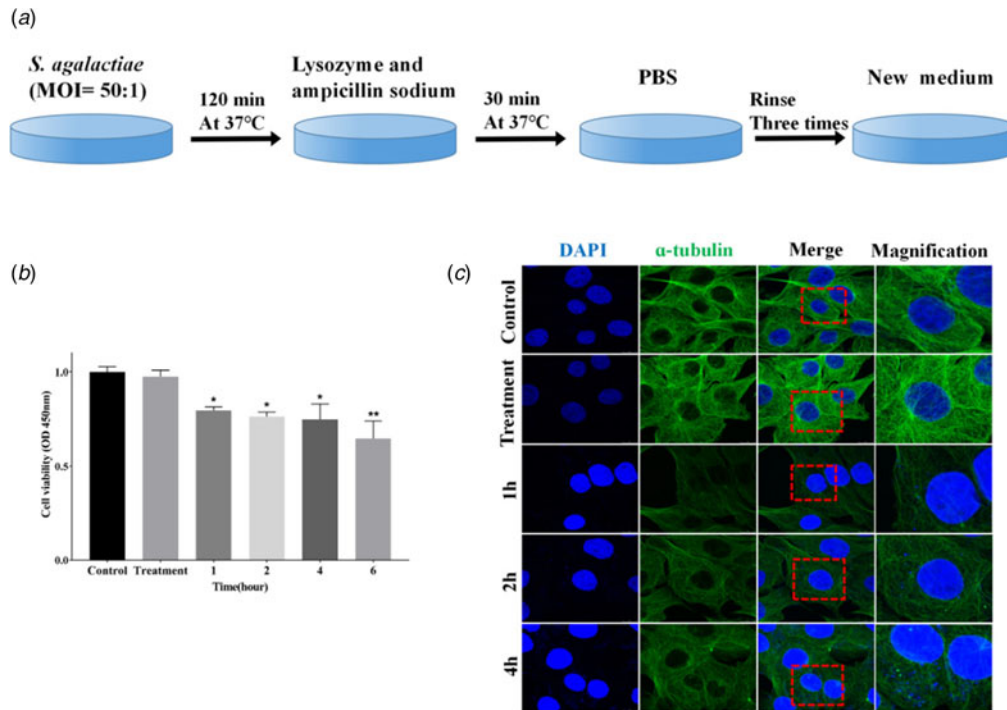 (a)
S. agalactiae
(MOI= 50:1)
120 min
At 37°C
Lysozyme and
ampicillin sodium
30 min
At 37°C
PBS
Rinse
Three times
New medium
(b)
Cell viability (OD 450nm)
1.0
0.5
0.0
*
*
*
**
Control Treatment 1 2 4 6
Time(hour)
(c)
DAPI α-tubulin Merge Magnification
Control
Treatment
1h
2h
4h